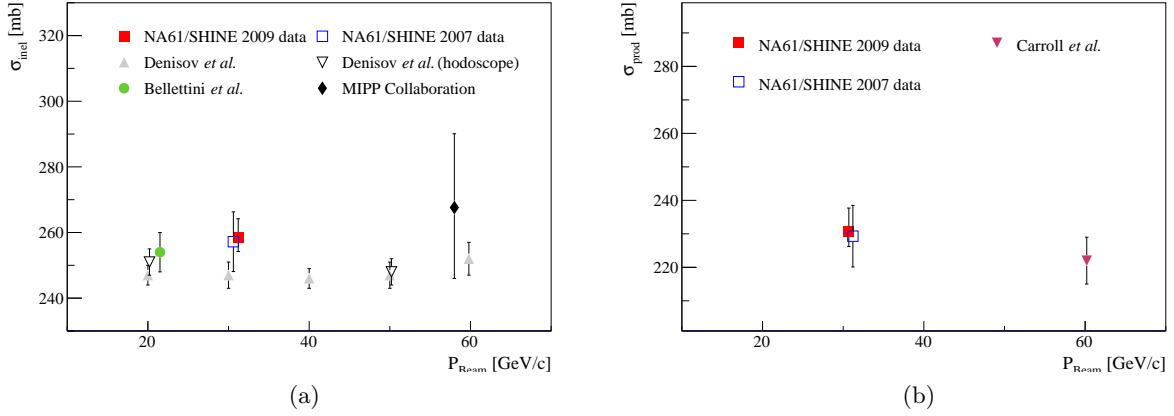 σinel [mb]
NA61/SHINE 2009 data
NA61/SHINE 2007 data
Denisov et al.
Denisov et al. (hodoscope)
Bellettini et al.
MIPP Collaboration
320
300
280
260
240
20
40
60
PBeam [GeV/c]
(a)
σprod [mb]
NA61/SHINE 2009 data
Carroll et al.
NA61/SHINE 2007 data
280
260
240
220
20
40
60
PBeam [GeV/c]
(b)